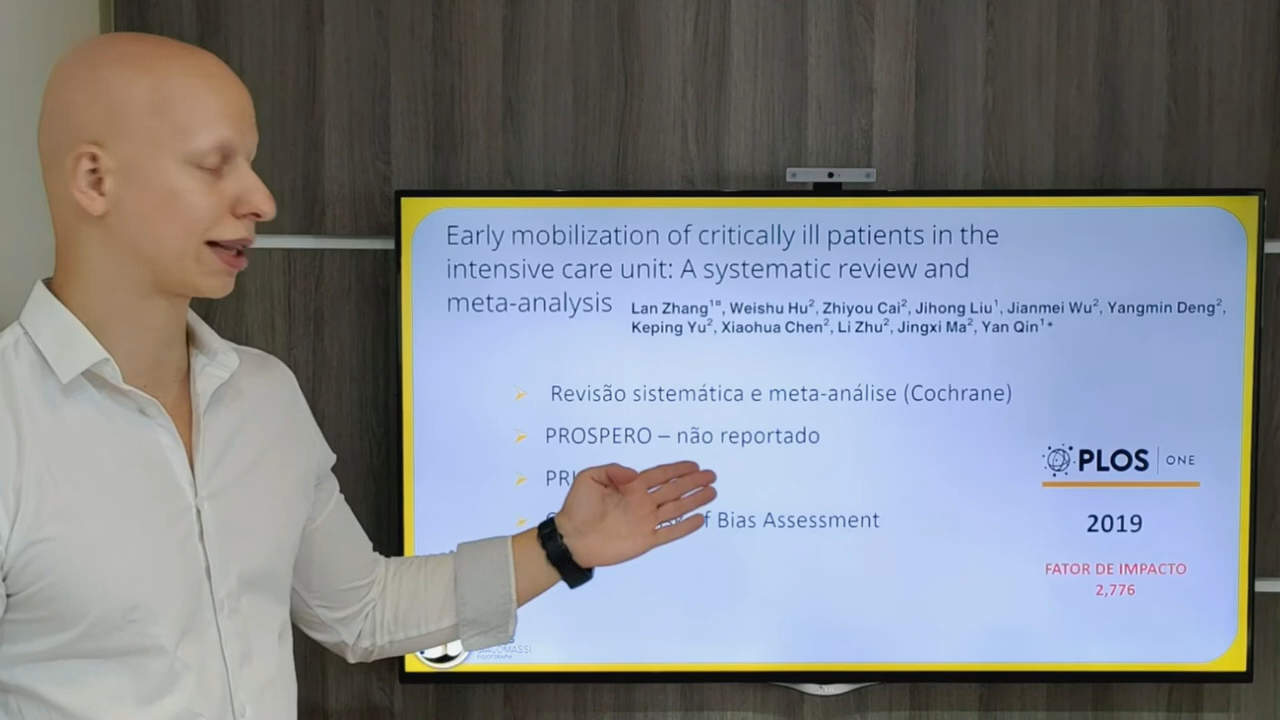 Early mobilization of critically ill patients in the
intensive care unit: A systematic review and
meta-analysis
Lan Zhang¹¤, Weishu Hu², Zhiyou Cai², Jihong Liu¹, Jianmei Wu², Yangmin Deng²,
Keping Yu², Xiaohua Chen², Li Zhu², Jingxi Ma², Yan Qin¹*
Revisão sistemática e meta-análise (Cochrane)
PROSPERO – não reportado
Bias Assessment
PLOS ONE
2019
FATOR DE IMPACTO
2,776